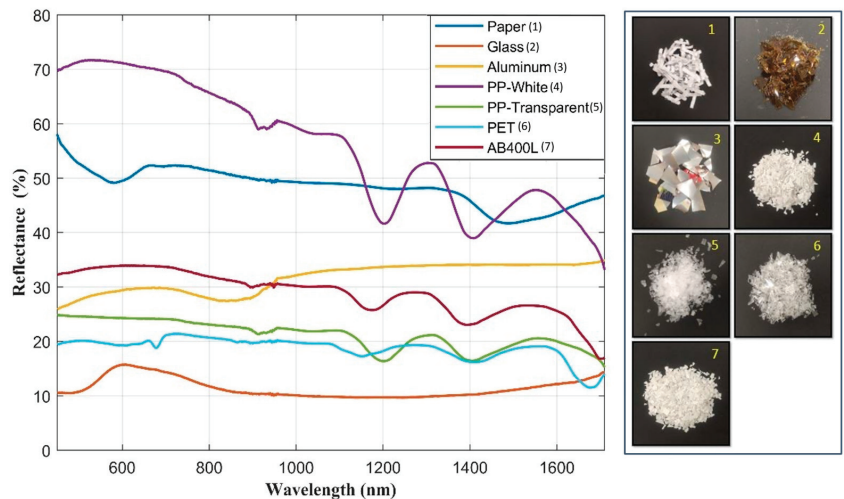 80
70
60
50
40
30
20
10
0
Reflectance (%)
600
800
1000
1200
1400
1600
Wavelength (nm)
Paper (1)
Glass (2)
Aluminum (3)
PP-White (4)
PP-Transparent(5)
PET (6)
AB400L (7)
1
2
3
4
5
6
7